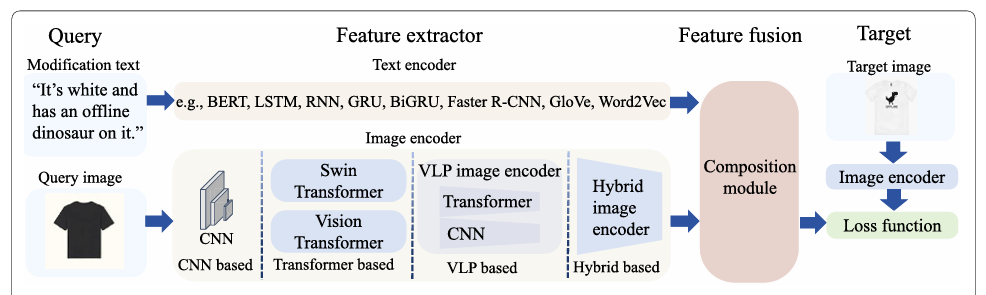 Query
Feature extractor
Feature fusion
Target
Modification text
Text encoder
Target image
“It’s white and
has an offline
dinosaur on it.”
e.g., BERT, LSTM, RNN, GRU, BiGRU, Faster R-CNN, GloVe, Word2Vec
OFFLINE
Image encoder
Query image
CNN
CNN based
Swin
Transformer
Vision
Transformer
Transformer based
VLP image encoder
Transformer
CNN
VLP based
Hybrid
image
encoder
Hybrid based
Composition
module
Image encoder
Loss function